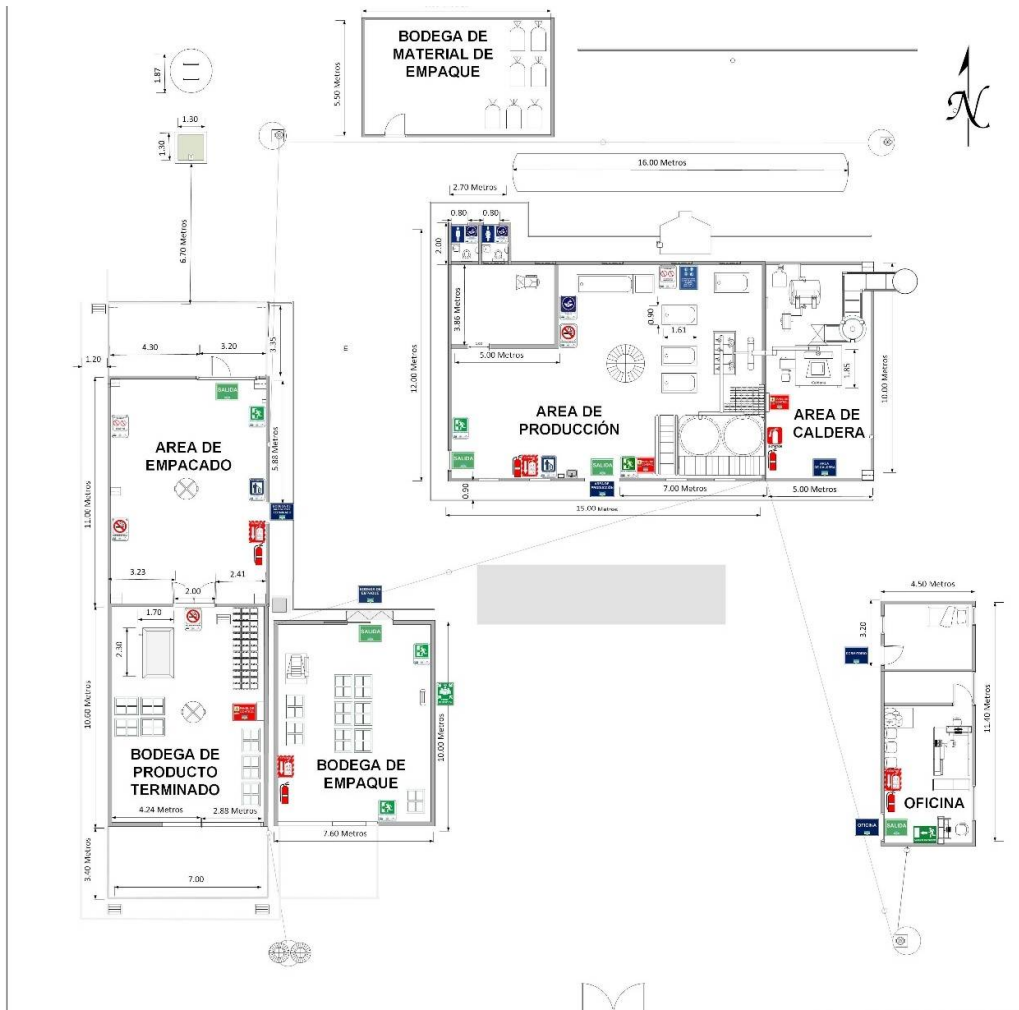 BODEGA DE
MATERIAL DE
EMPAQUE
5.50 Metros
N
1.87
1.30
1.30
6.70 Metros
16.00 Metros
2.70 Metros
0.80
0.80
2.00
3.86 Metros
5.00 Metros
12.00 Metros
0.90
1.61
1.85
10.00 Metros
AREA DE
PRODUCCIÓN
AREA DE
CALDERA
SALIDA
SALIDA
0.90
7.00 Metros
5.00 Metros
15.00 Metros
4.30
3.20
3.35
1.20
SALIDA
AREA DE
EMPACADO
5.88 Metros
11.00 Metros
3.23
2.00
2.41
1.70
2.30
10.60 Metros
BODEGA DE
PRODUCTO
TERMINADO
4.24 Metros
2.88 Metros
3.40 Metros
7.00
SALIDA
BODEGA DE
EMPAQUE
10.00 Metros
7.60 Metros
4.50 Metros
3.20
11.40 Metros
OFICINA
OFICINA
SALIDA